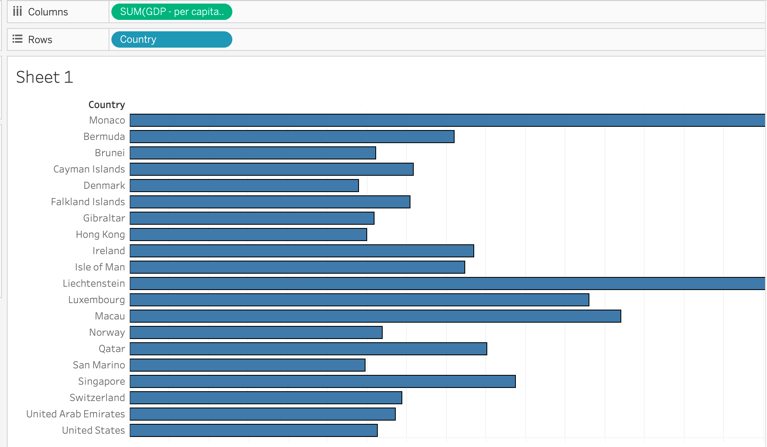 Columns
SUM(GDP - per capita..
Rows
Country
Sheet 1
Country
Monaco
Bermuda
Brunei
Cayman Islands
Denmark
Falkland Islands
Gibraltar
Hong Kong
Ireland
Isle of Man
Liechtenstein
Luxembourg
Macau
Norway
Qatar
San Marino
Singapore
Switzerland
United Arab Emirates
United States